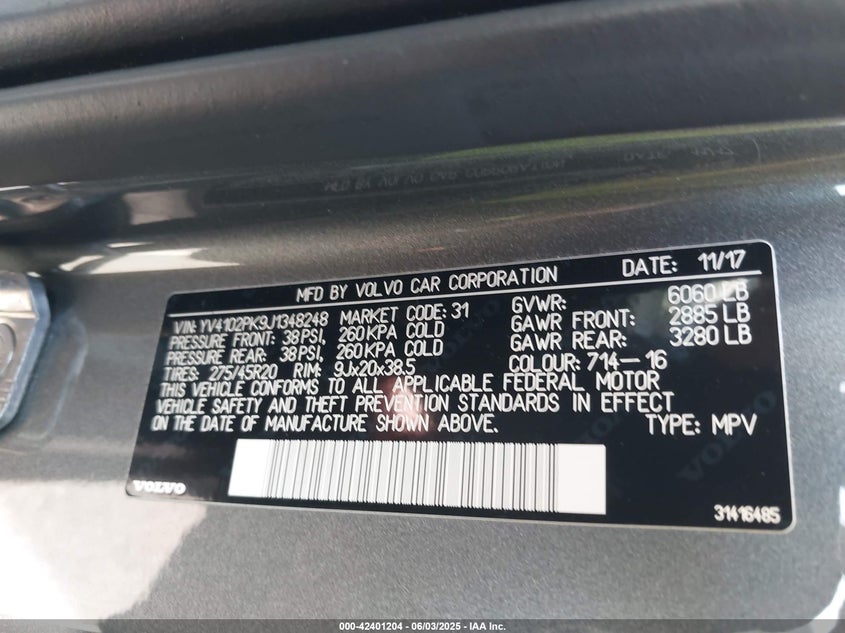 MFD BY VOLVO CAR CORPORATION DATE: 11/17
VIN: YV4102PK9J1348248 MARKET CODE: 31 GVWR: 6060 LB
PRESSURE FRONT: 38PSI, 260KPA COLD GAWR FRONT: 2885 LB
PRESSURE REAR: 38PSI, 260KPA COLD GAWR REAR: 3280 LB
TIRES: 275/45R20 RIM: 9Jx20x38.5 COLOUR: 714-16
THIS VEHICLE CONFORMS TO ALL APPLICABLE FEDERAL MOTOR
VEHICLE SAFETY AND THEFT PREVENTION STANDARDS IN EFFECT
ON THE DATE OF MANUFACTURE SHOWN ABOVE. TYPE: MPV
VOLVO
31416485
000-42401204 | 06/03/2025 - IAA Inc.